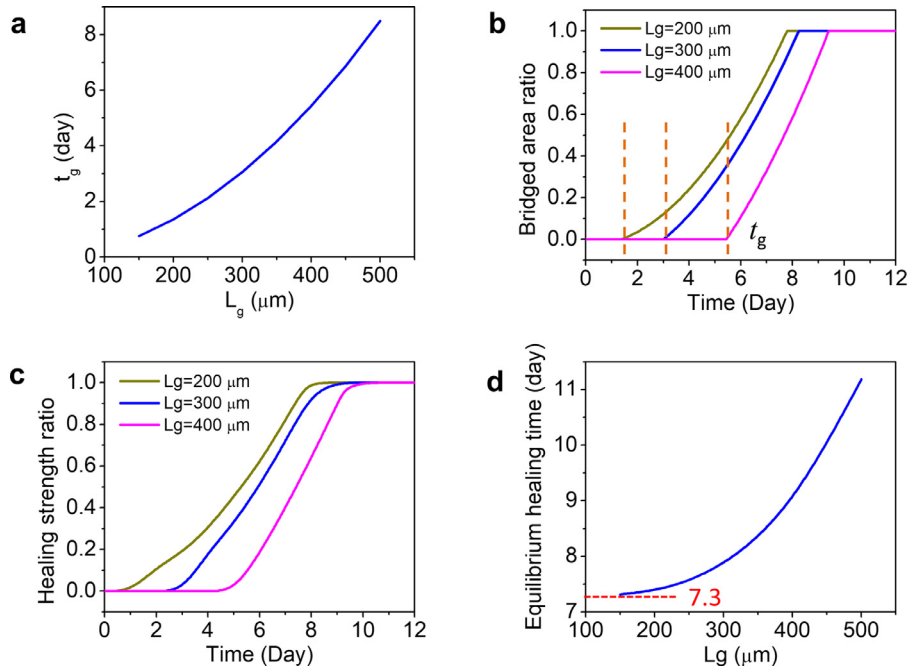 a
t_g (day)
8
6
4
2
0
100 200 300 400 500
L_g (μm)
b
Bridged area ratio
Lg=200 μm
Lg=300 μm
Lg=400 μm
1.0
0.8
0.6
0.4
0.2
0.0
t_g
0 2 4 6 8 10 12
Time (Day)
c
Healing strength ratio
Lg=200 μm
Lg=300 μm
Lg=400 μm
1.0
0.8
0.6
0.4
0.2
0.0
0 2 4 6 8 10 12
Time (Day)
d
Equilibrium healing time (day)
11
10
9
8
7
7.3
100 200 300 400 500
Lg (μm)